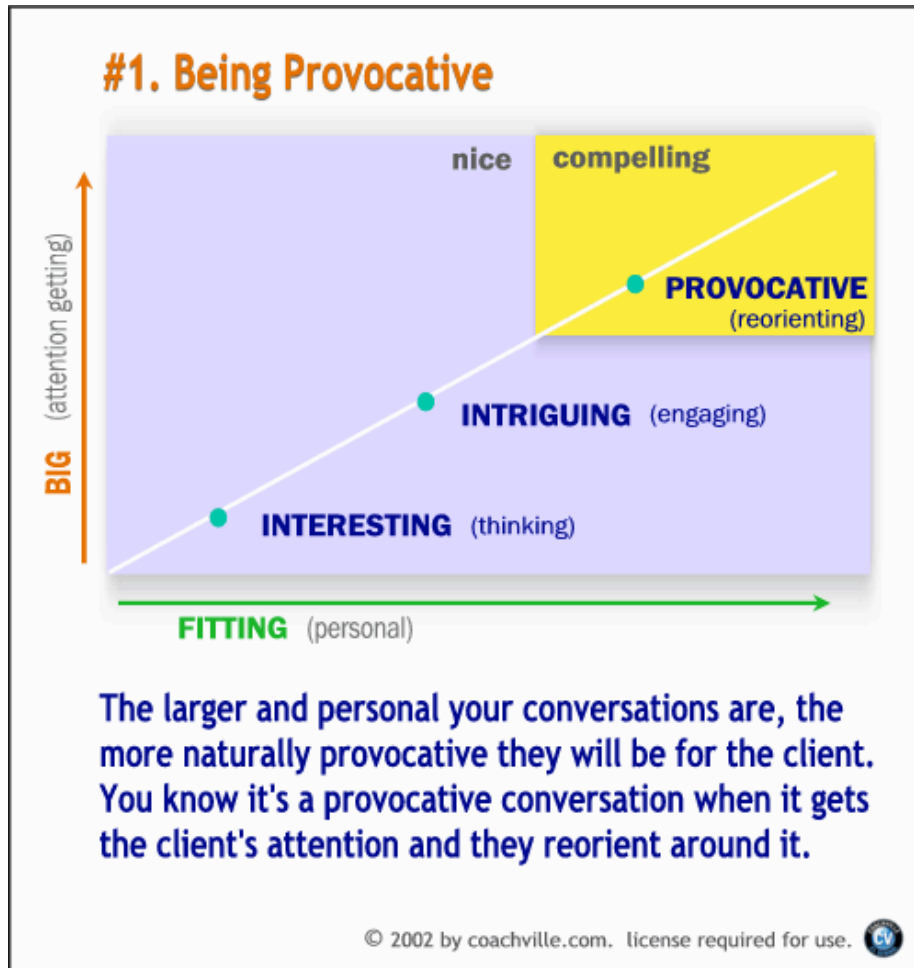 #1. Being Provocative
nice compelling
BIG (attention getting)
PROVOCATIVE
(reorienting)
INTRIGUING (engaging)
INTERESTING (thinking)
FITTING (personal)
The larger and personal your conversations are, the
more naturally provocative they will be for the client.
You know it's a provocative conversation when it gets
the client's attention and they reorient around it.
© 2002 by coachville.com. license required for use.
CV